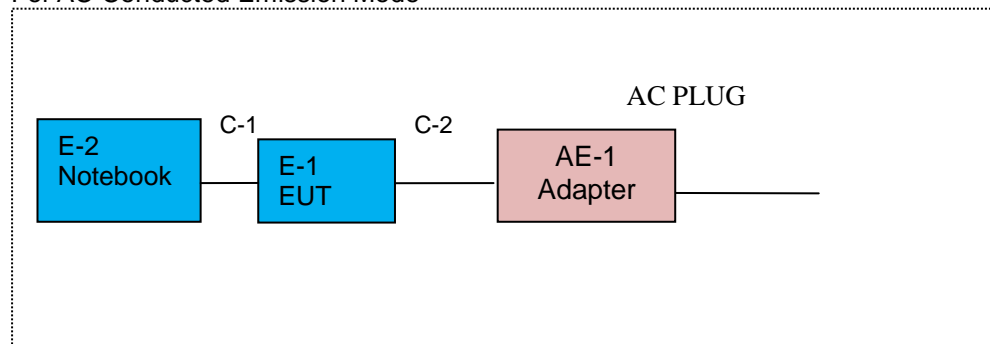 For AC Conducted Emission Mode
AC PLUG
C-1
C-2
E-2
Notebook
E-1
EUT
AE-1
Adapter